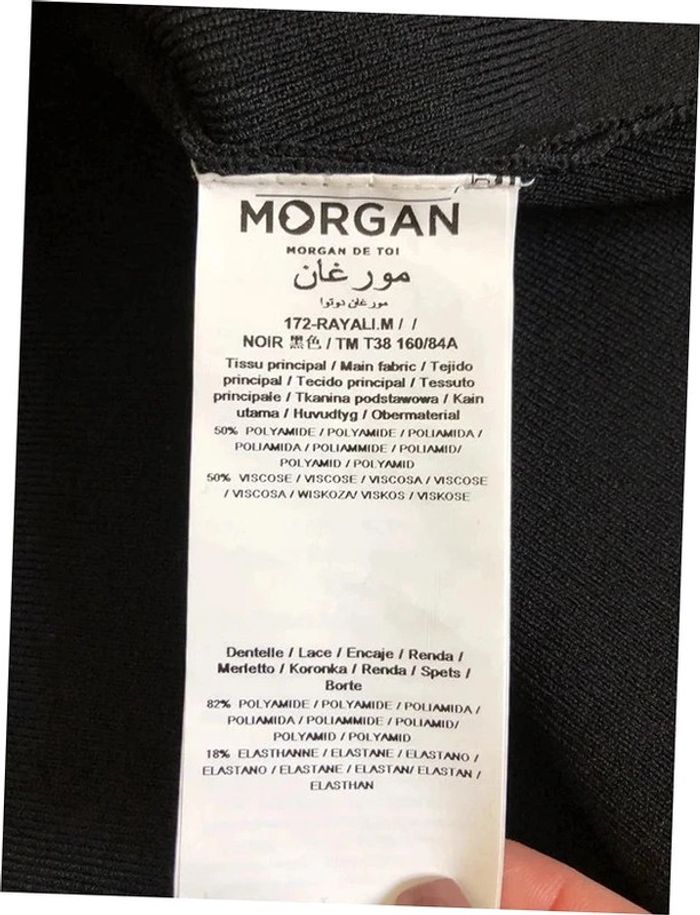 MORGAN
MORGAN DE TOI
مورغان
مورغان دوتوا
172-RAYALI.M / /
NOIR 黑色 / TM T38 160/84A
Tissu principal / Main fabric / Tejido
principal / Tecido principal / Tessuto
principale / Tkanina podstawowa / Kain
utama / Huvudtyg / Obermaterial
50% POLYAMIDE / POLYAMIDE / POLIAMIDA /
POLIAMIDA / POLIAMMIDE / POLIAMID/
POLYAMID / POLYAMID
50% VISCOSE / VISCOSE / VISCOSA / VISCOSE
/ VISCOSA / WISKOZA/ VISKOS / VISKOSE
Dentelle / Lace / Encaje / Renda /
Merletto / Koronka / Renda / Spets /
Borte
82% POLYAMIDE / POLYAMIDE / POLIAMIDA /
POLIAMIDA / POLIAMMIDE / POLIAMID/
POLYAMID / POLYAMID
18% ELASTHANNE / ELASTANE / ELASTANO /
ELASTANO / ELASTANE / ELASTAN/ ELASTAN /
ELASTHAN